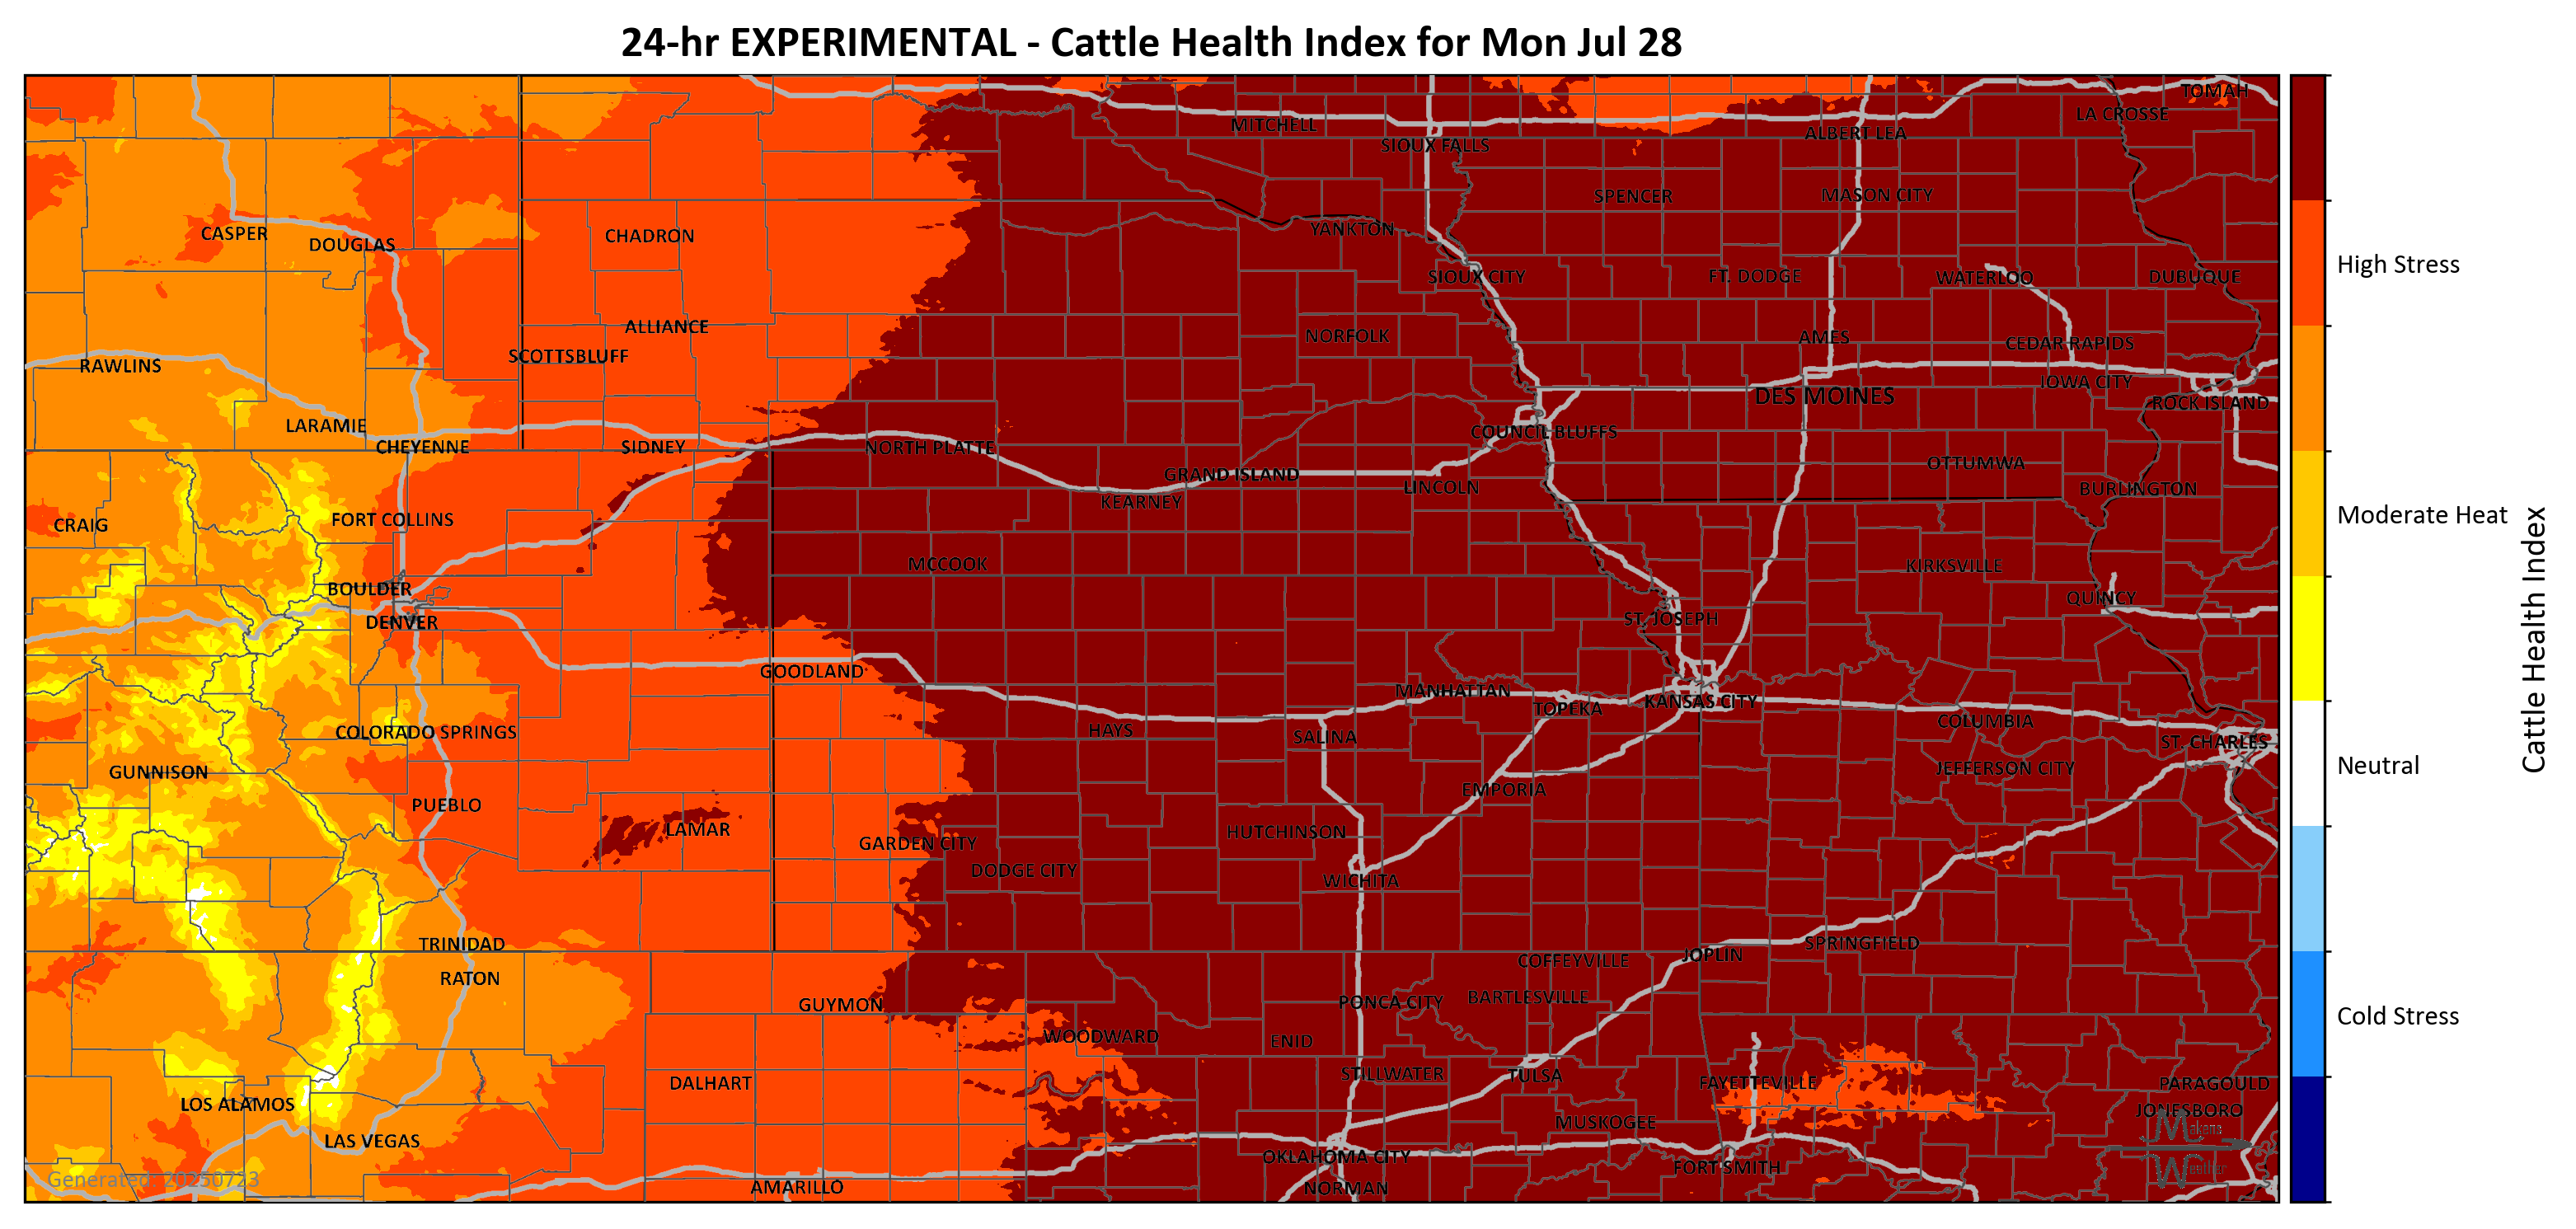 24-hr EXPERIMENTAL - Cattle Health Index for Mon Jul 28
TOMAH
LA CROSSE
MITCHELL
ALBERT LEA
SIOUX FALLS
SPENCER
MASON CITY
CASPER
DOUGLAS
CHADRON
YANKTON
SIOUX CITY
FT. DODGE
WATERLOO
DUBUQUE
High Stress
ALLIANCE
NORFOLK
AMES
CEDAR RAPIDS
SCOTTSBLUFF
RAWLINS
IOWA CITY
DES MOINES
ROCK ISLAND
LARAMIE
COUNCIL BLUFFS
CHEYENNE
SIDNEY
NORTH PLATTE
OTTUMWA
GRAND ISLAND
LINCOLN
BURLINGTON
KEARNEY
Moderate Heat
CRAIG
FORT COLLINS
MCCOOK
KIRKSVILLE
BOULDER
QUINCY
DENVER
ST. JOSEPH
Cattle Health Index
GOODLAND
MANHATTAN
KANSAS CITY
TOPEKA
COLUMBIA
COLORADO SPRINGS
HAYS
SALINA
ST. CHARLES
Neutral
GUNNISON
JEFFERSON CITY
EMPORIA
PUEBLO
LAMAR
HUTCHINSON
GARDEN CITY
DODGE CITY
WICHITA
TRINIDAD
SPRINGFIELD
JOPLIN
COFFEYVILLE
RATON
BARTLESVILLE
PONCA CITY
GUYMON
Cold Stress
WOODWARD
ENID
STILLWATER
TULSA
DALHART
FAYETTEVILLE
PARAGOULD
LOS ALAMOS
JONESBORO
MUSKOGEE
Makens
LAS VEGAS
OKLAHOMA CITY
FORT SMITH
Weather
Generated: 20250723
AMARILLO
NORMAN